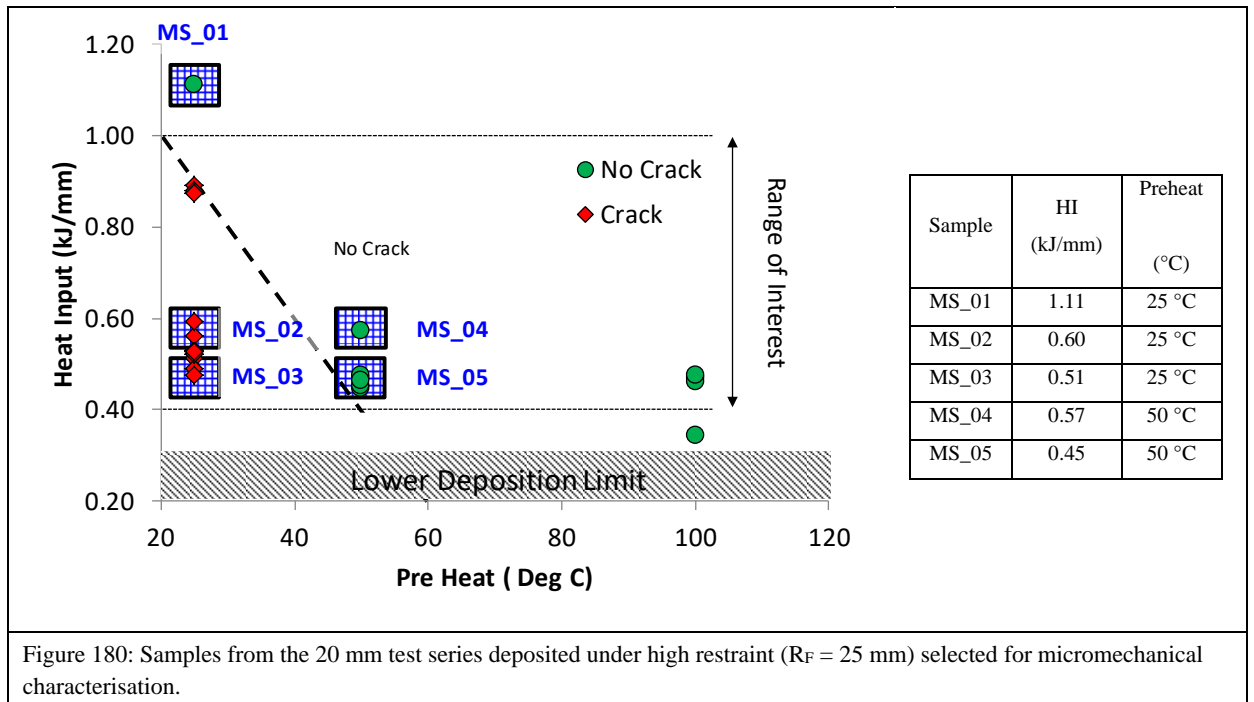 MS_01
1.20
1.00
0.80
0.60
0.40
0.20
Heat Input (kJ/mm)
No Crack
Crack
No Crack
MS_02
MS_04
MS_03
MS_05
Range of Interest
Lower Deposition Limit
20 40 60 80 100 120
Pre Heat ( Deg C)
Sample HI (kJ/mm) Preheat (°C)
MS_01 1.11 25 °C
MS_02 0.60 25 °C
MS_03 0.51 25 °C
MS_04 0.57 50 °C
MS_05 0.45 50 °C
Figure 180: Samples from the 20 mm test series deposited under high restraint (RF = 25 mm) selected for micromechanical
characterisation.